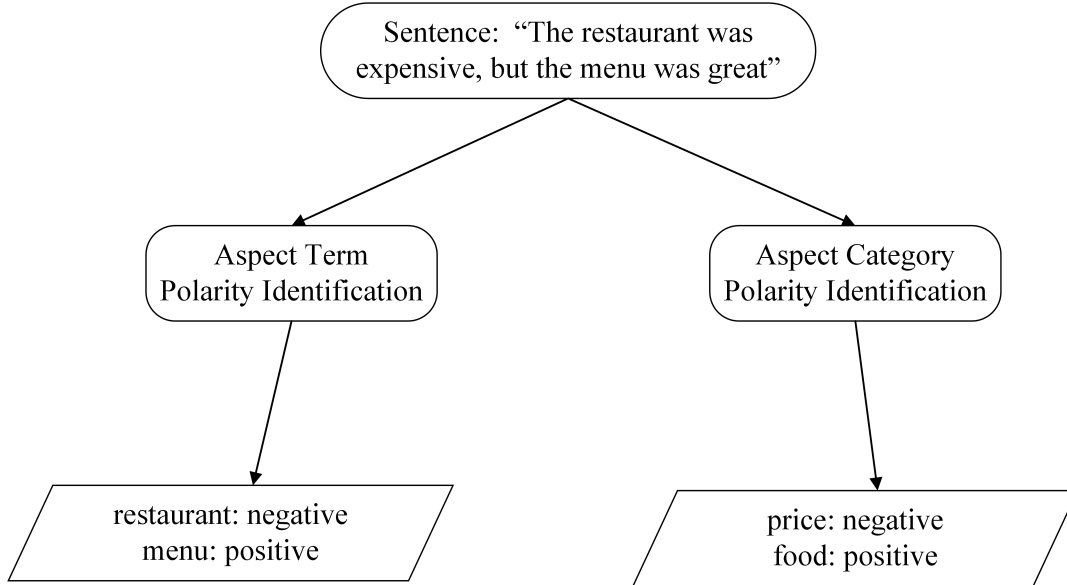 Sentence:  “The restaurant was
expensive, but the menu was great”
Aspect Term
Polarity Identification
Aspect Category
Polarity Identification
restaurant: negative
menu: positive
price: negative
food: positive